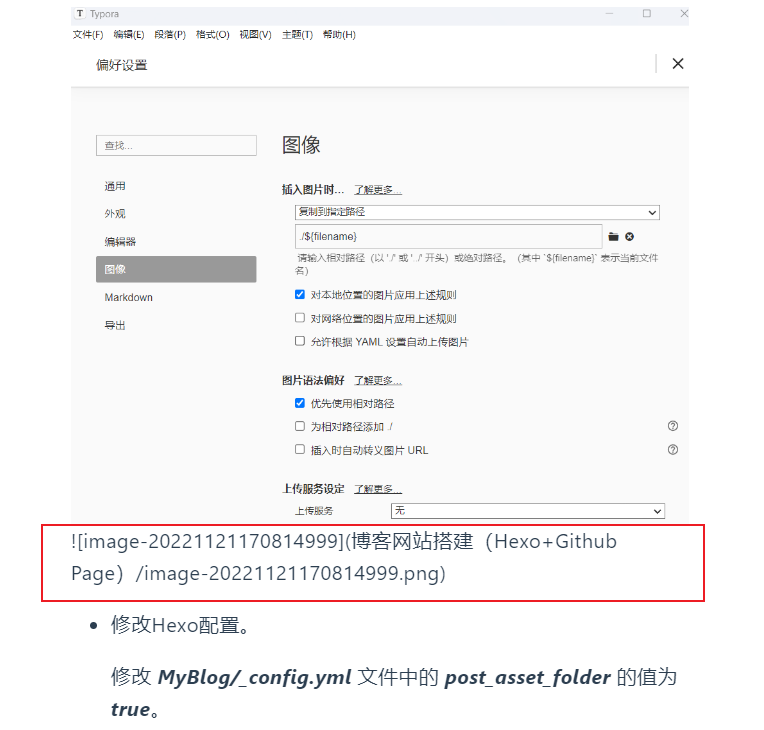 Typora
文件(F) 编辑(E) 段落(P) 格式(O) 视图(V) 主题(T) 帮助(H)
偏好设置
查找...
通用
外观
编辑器
图像
Markdown
导出
图像
插入图片时... 了解更多...
复制到指定路径
./${filename}
请输入相对路径（以 './' 或 '../' 开头）或绝对路径。（其中 `${filename}` 表示当前文件
名）
对本地位置的图片应用上述规则
对网络位置的图片应用上述规则
允许根据 YAML 设置自动上传图片
图片语法偏好 了解更多...
优先使用相对路径
为相对路径添加 ./
插入时自动转义图片 URL
上传服务设定 了解更多...
上传服务 无
![image-20221121170814999](博客网站搭建（Hexo+Github
Page）/image-20221121170814999.png)
• 修改Hexo配置。
修改 MyBlog/_config.yml 文件中的 post_asset_folder 的值为
true。